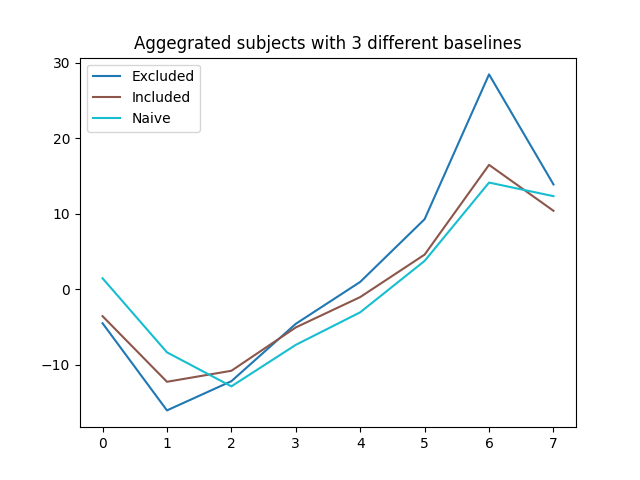 Aggegrated subjects with 3 different baselines
Excluded
Included
Naive
30
20
10
0
−10
0 1 2 3 4 5 6 7